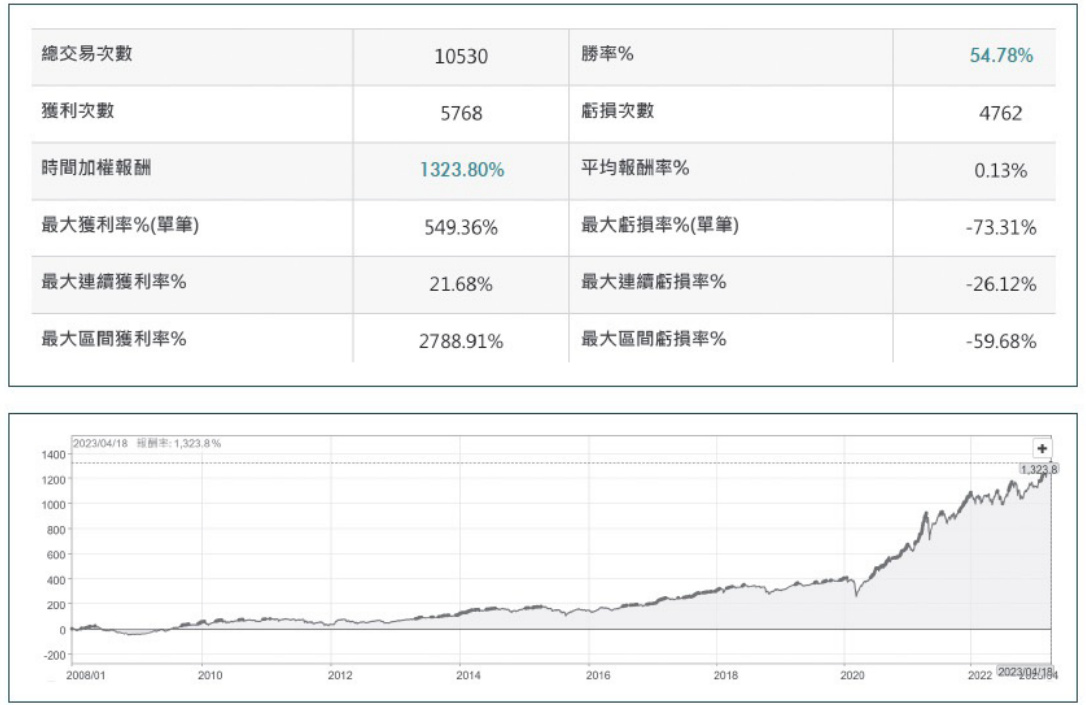 總交易次數 10530 勝率% 54.78%
獲利次數 5768 虧損次數 4762
時間加權報酬 1323.80% 平均報酬率% 0.13%
最大獲利率%(單筆) 549.36% 最大虧損率%(單筆) -73.31%
最大連續獲利率% 21.68% 最大連續虧損率% -26.12%
最大區間獲利率% 2788.91% 最大區間虧損率% -59.68%
2023/04/18 報酬率: 1,323.8%
1400
1,323.8
1200
1000
800
600
400
200
0
-200
2008/01 2010 2012 2014 2016 2018 2020 2022 2023/04/18